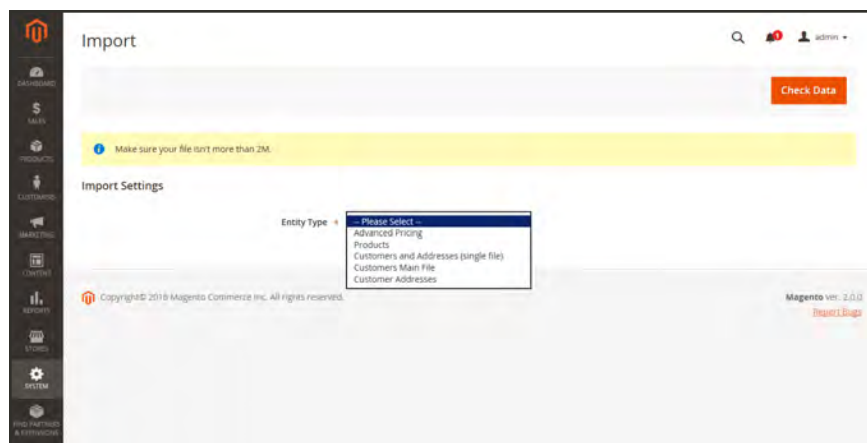 Import
1
admin
DASHBOARD
Check Data
$
SALES
PRODUCTS
Make sure your file isn't more than 2M.
CUSTOMERS
Import Settings
Entity Type *
-- Please Select --
Advanced Pricing
Products
Customers and Addresses (single file)
Customers Main File
Customer Addresses
MARKETING
CONTENT
REPORTS
Copyright© 2016 Magento Commerce Inc. All rights reserved.
Magento ver. 2.0.0
Report Bugs
STORES
SYSTEM
FIND PARTNERS
& EXTENSIONS